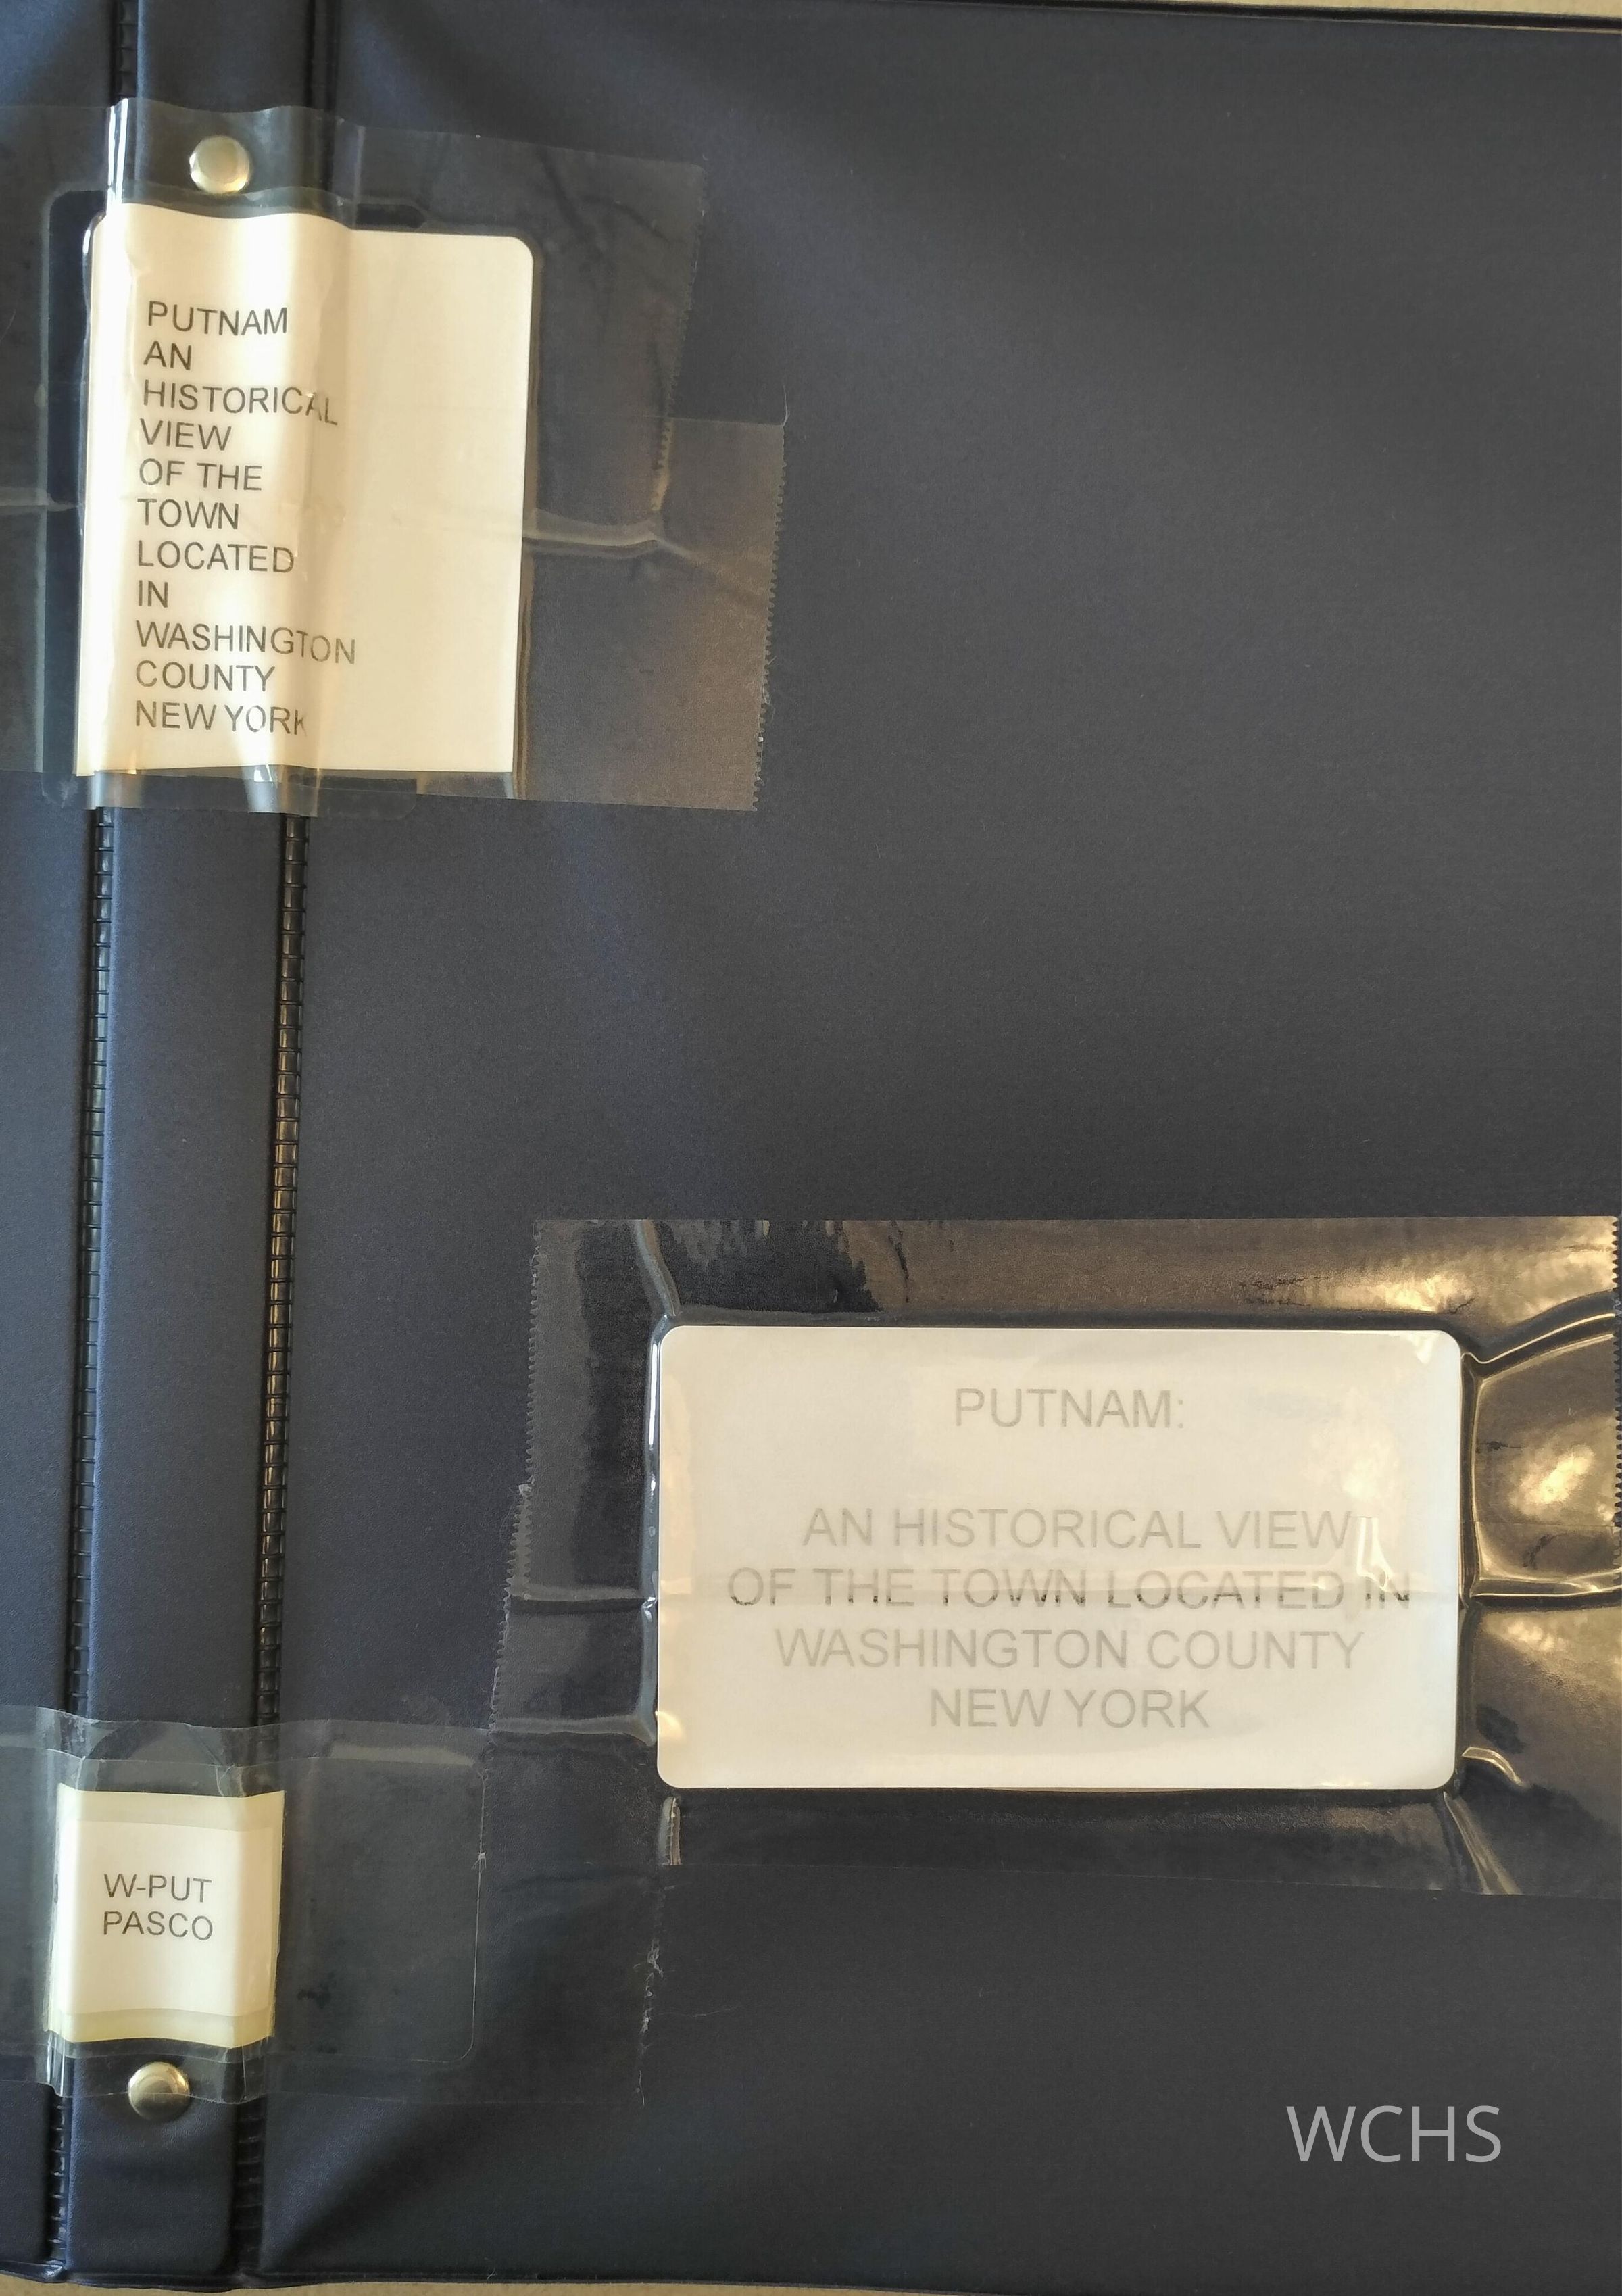 PUTNAM
AN
HISTORICAL
VIEW
OF THE
TOWN
LOCATED
IN
WASHINGTON
COUNTY
NEW YORK
PUTNAM:
AN HISTORICAL VIEW
OF THE TOWN LOCATED IN
WASHINGTON COUNTY
NEW YORK
W-PUT
PASCO
WCHS